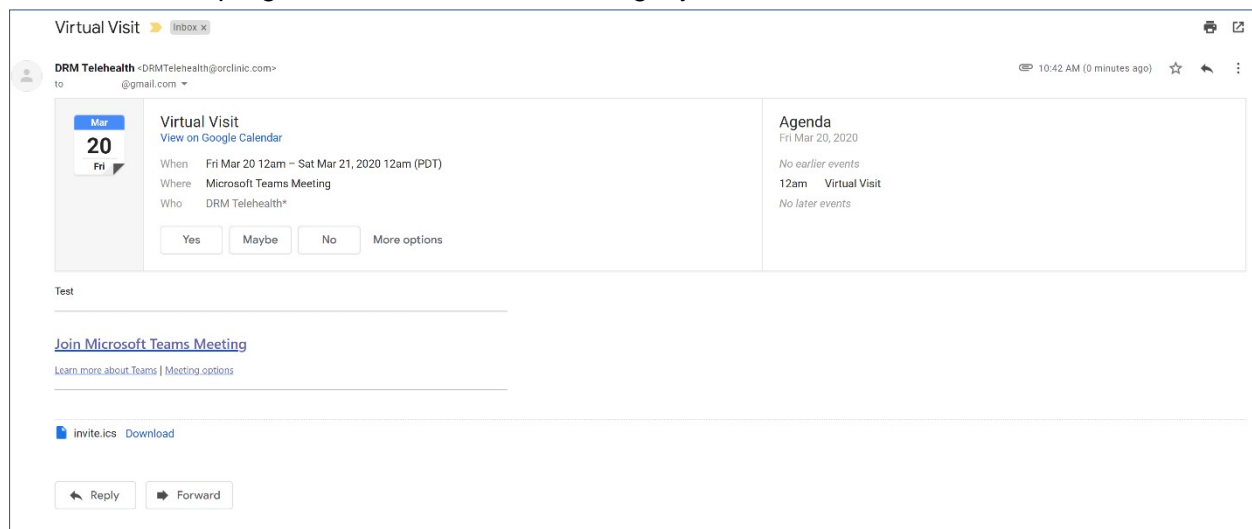 Virtual Visit Inbox x
DRM Telehealth <DRMTelehealth@orclinic.com> 10:42 AM (0 minutes ago)
to @gmail.com
Mar
20
Fri
Virtual Visit
View on Google Calendar
When Fri Mar 20 12am – Sat Mar 21, 2020 12am (PDT)
Where Microsoft Teams Meeting
Who DRM Telehealth*
Yes Maybe No More options
Agenda
Fri Mar 20, 2020
No earlier events
12am Virtual Visit
No later events
Test
Join Microsoft Teams Meeting
Learn more about Teams | Meeting options
invite.ics Download
Reply Forward